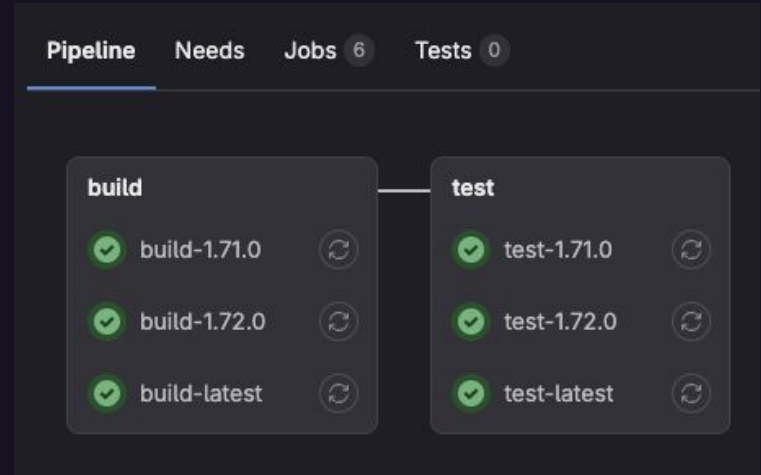 Pipeline Needs Jobs 6 Tests 0
build
build-1.71.0
build-1.72.0
build-latest
test
test-1.71.0
test-1.72.0
test-latest